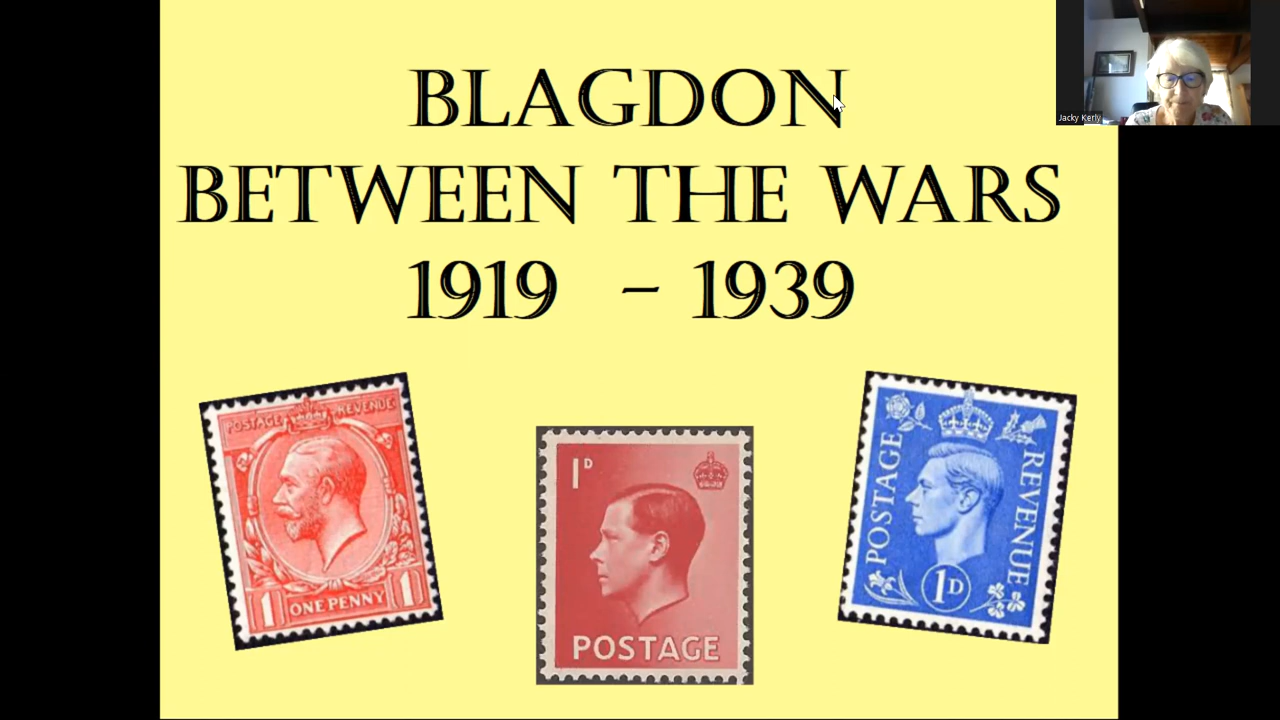 BLAGDON
BETWEEN THE WARS
1919 – 1939
Jacky Kerly
POSTAGE REVENUE
1 ONE PENNY 1
1D
POSTAGE
POSTAGE
REVENUE
1D